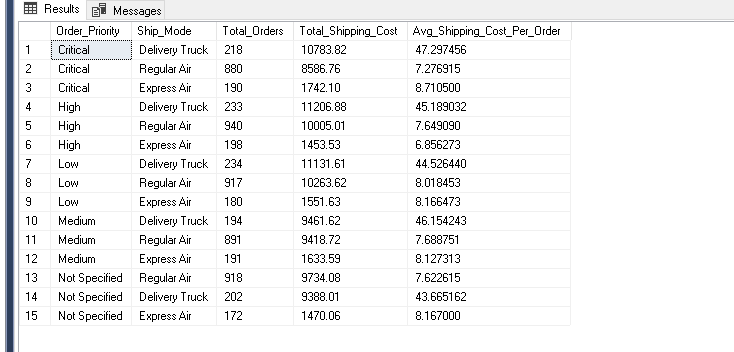 Results Messages
Order_Priority Ship_Mode Total_Orders Total_Shipping_Cost Avg_Shipping_Cost_Per_Order
1 Critical Delivery Truck 218 10783.82 47.297456
2 Critical Regular Air 880 8586.76 7.276915
3 Critical Express Air 190 1742.10 8.710500
4 High Delivery Truck 233 11206.88 45.189032
5 High Regular Air 940 10005.01 7.649090
6 High Express Air 198 1453.53 6.856273
7 Low Delivery Truck 234 11131.61 44.526440
8 Low Regular Air 917 10263.62 8.018453
9 Low Express Air 180 1551.63 8.166473
10 Medium Delivery Truck 194 9461.62 46.154243
11 Medium Regular Air 891 9418.72 7.688751
12 Medium Express Air 191 1633.59 8.127313
13 Not Specified Regular Air 918 9734.08 7.622615
14 Not Specified Delivery Truck 202 9388.01 43.665162
15 Not Specified Express Air 172 1470.06 8.167000